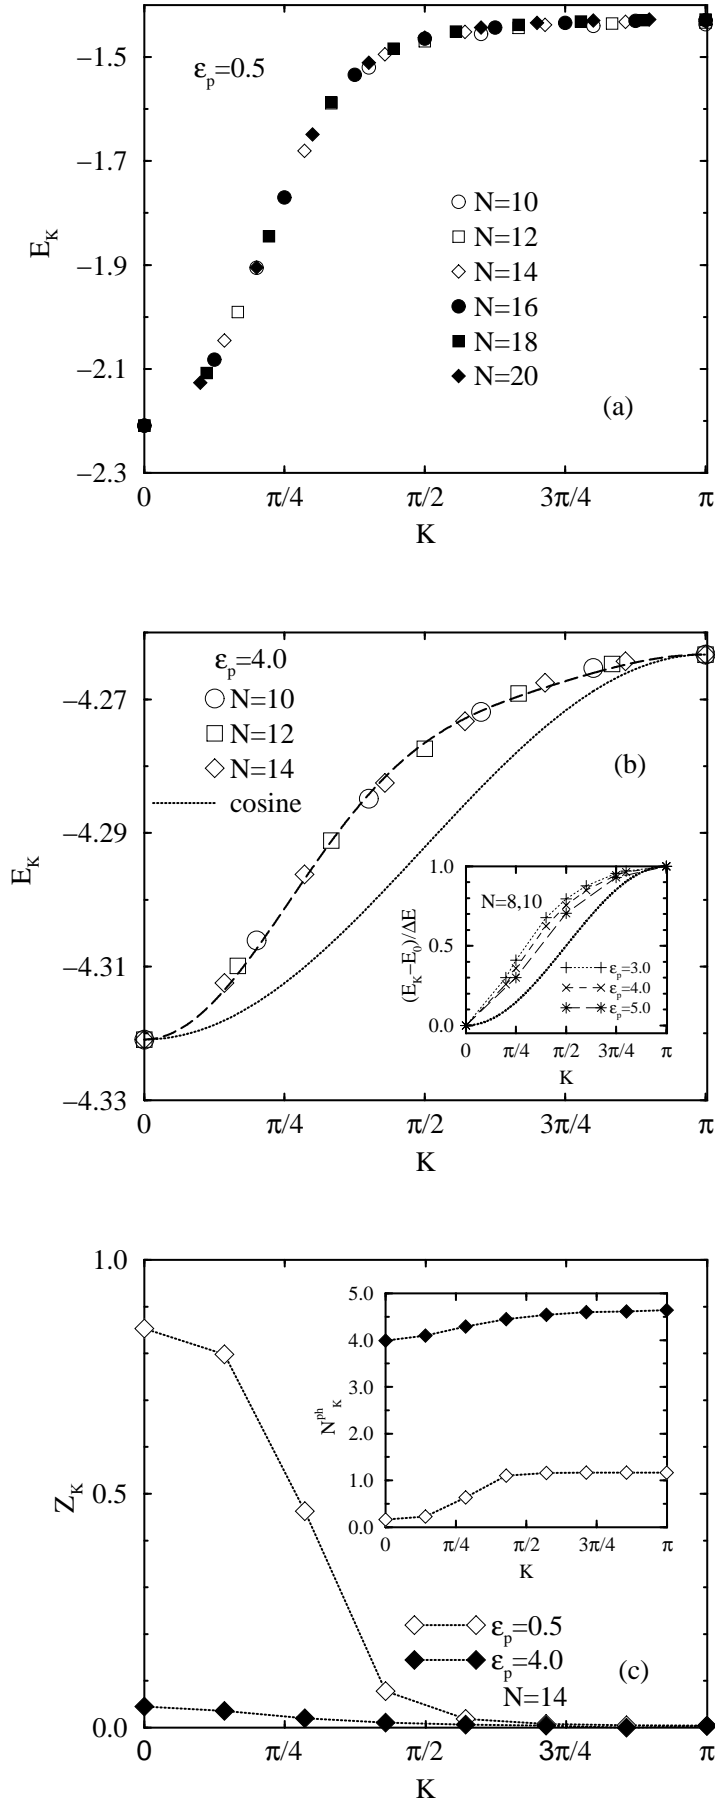 ε_p=0.5
−1.5
−1.7
−1.9
−2.1
−2.3
E_K
N=10
N=12
N=14
N=16
N=18
N=20
(a)
0 π/4 π/2 3π/4 π
K
ε_p=4.0
N=10
N=12
N=14
cosine
(b)
−4.27
−4.29
−4.31
−4.33
E_K
N=8,10
1.0
0.5
0.0
(E_K−E_0)/ΔE
ε_p=3.0
ε_p=4.0
ε_p=5.0
0 π/4 π/2 3π/4 π
K
0 π/4 π/2 3π/4 π
K
1.0
0.5
0.0
Z_K
5.0
4.0
3.0
2.0
1.0
0.0
N^ph_K
0 π/4 π/2 3π/4 π
K
ε_p=0.5
ε_p=4.0
N=14
(c)
0 π/4 π/2 3π/4 π
K